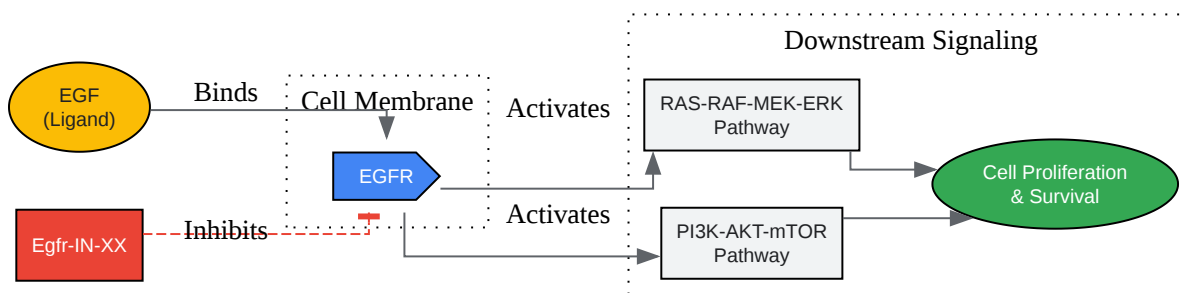 Downstream Signaling
EGF
(Ligand)
Binds
Cell Membrane
Activates
RAS-RAF-MEK-ERK
Pathway
EGFR
Cell Proliferation
& Survival
Egfr-IN-XX
Inhibits
Activates
PI3K-AKT-mTOR
Pathway